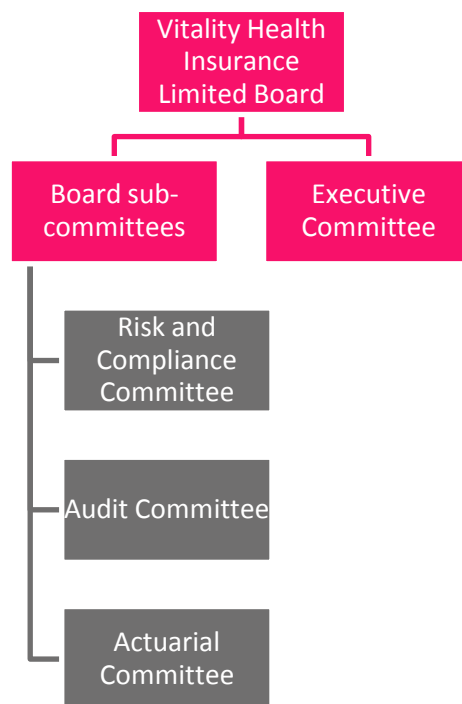 Vitality Health
Insurance
Limited Board
Board sub-
committees
Executive
Committee
Risk and
Compliance
Committee
Audit Committee
Actuarial
Committee